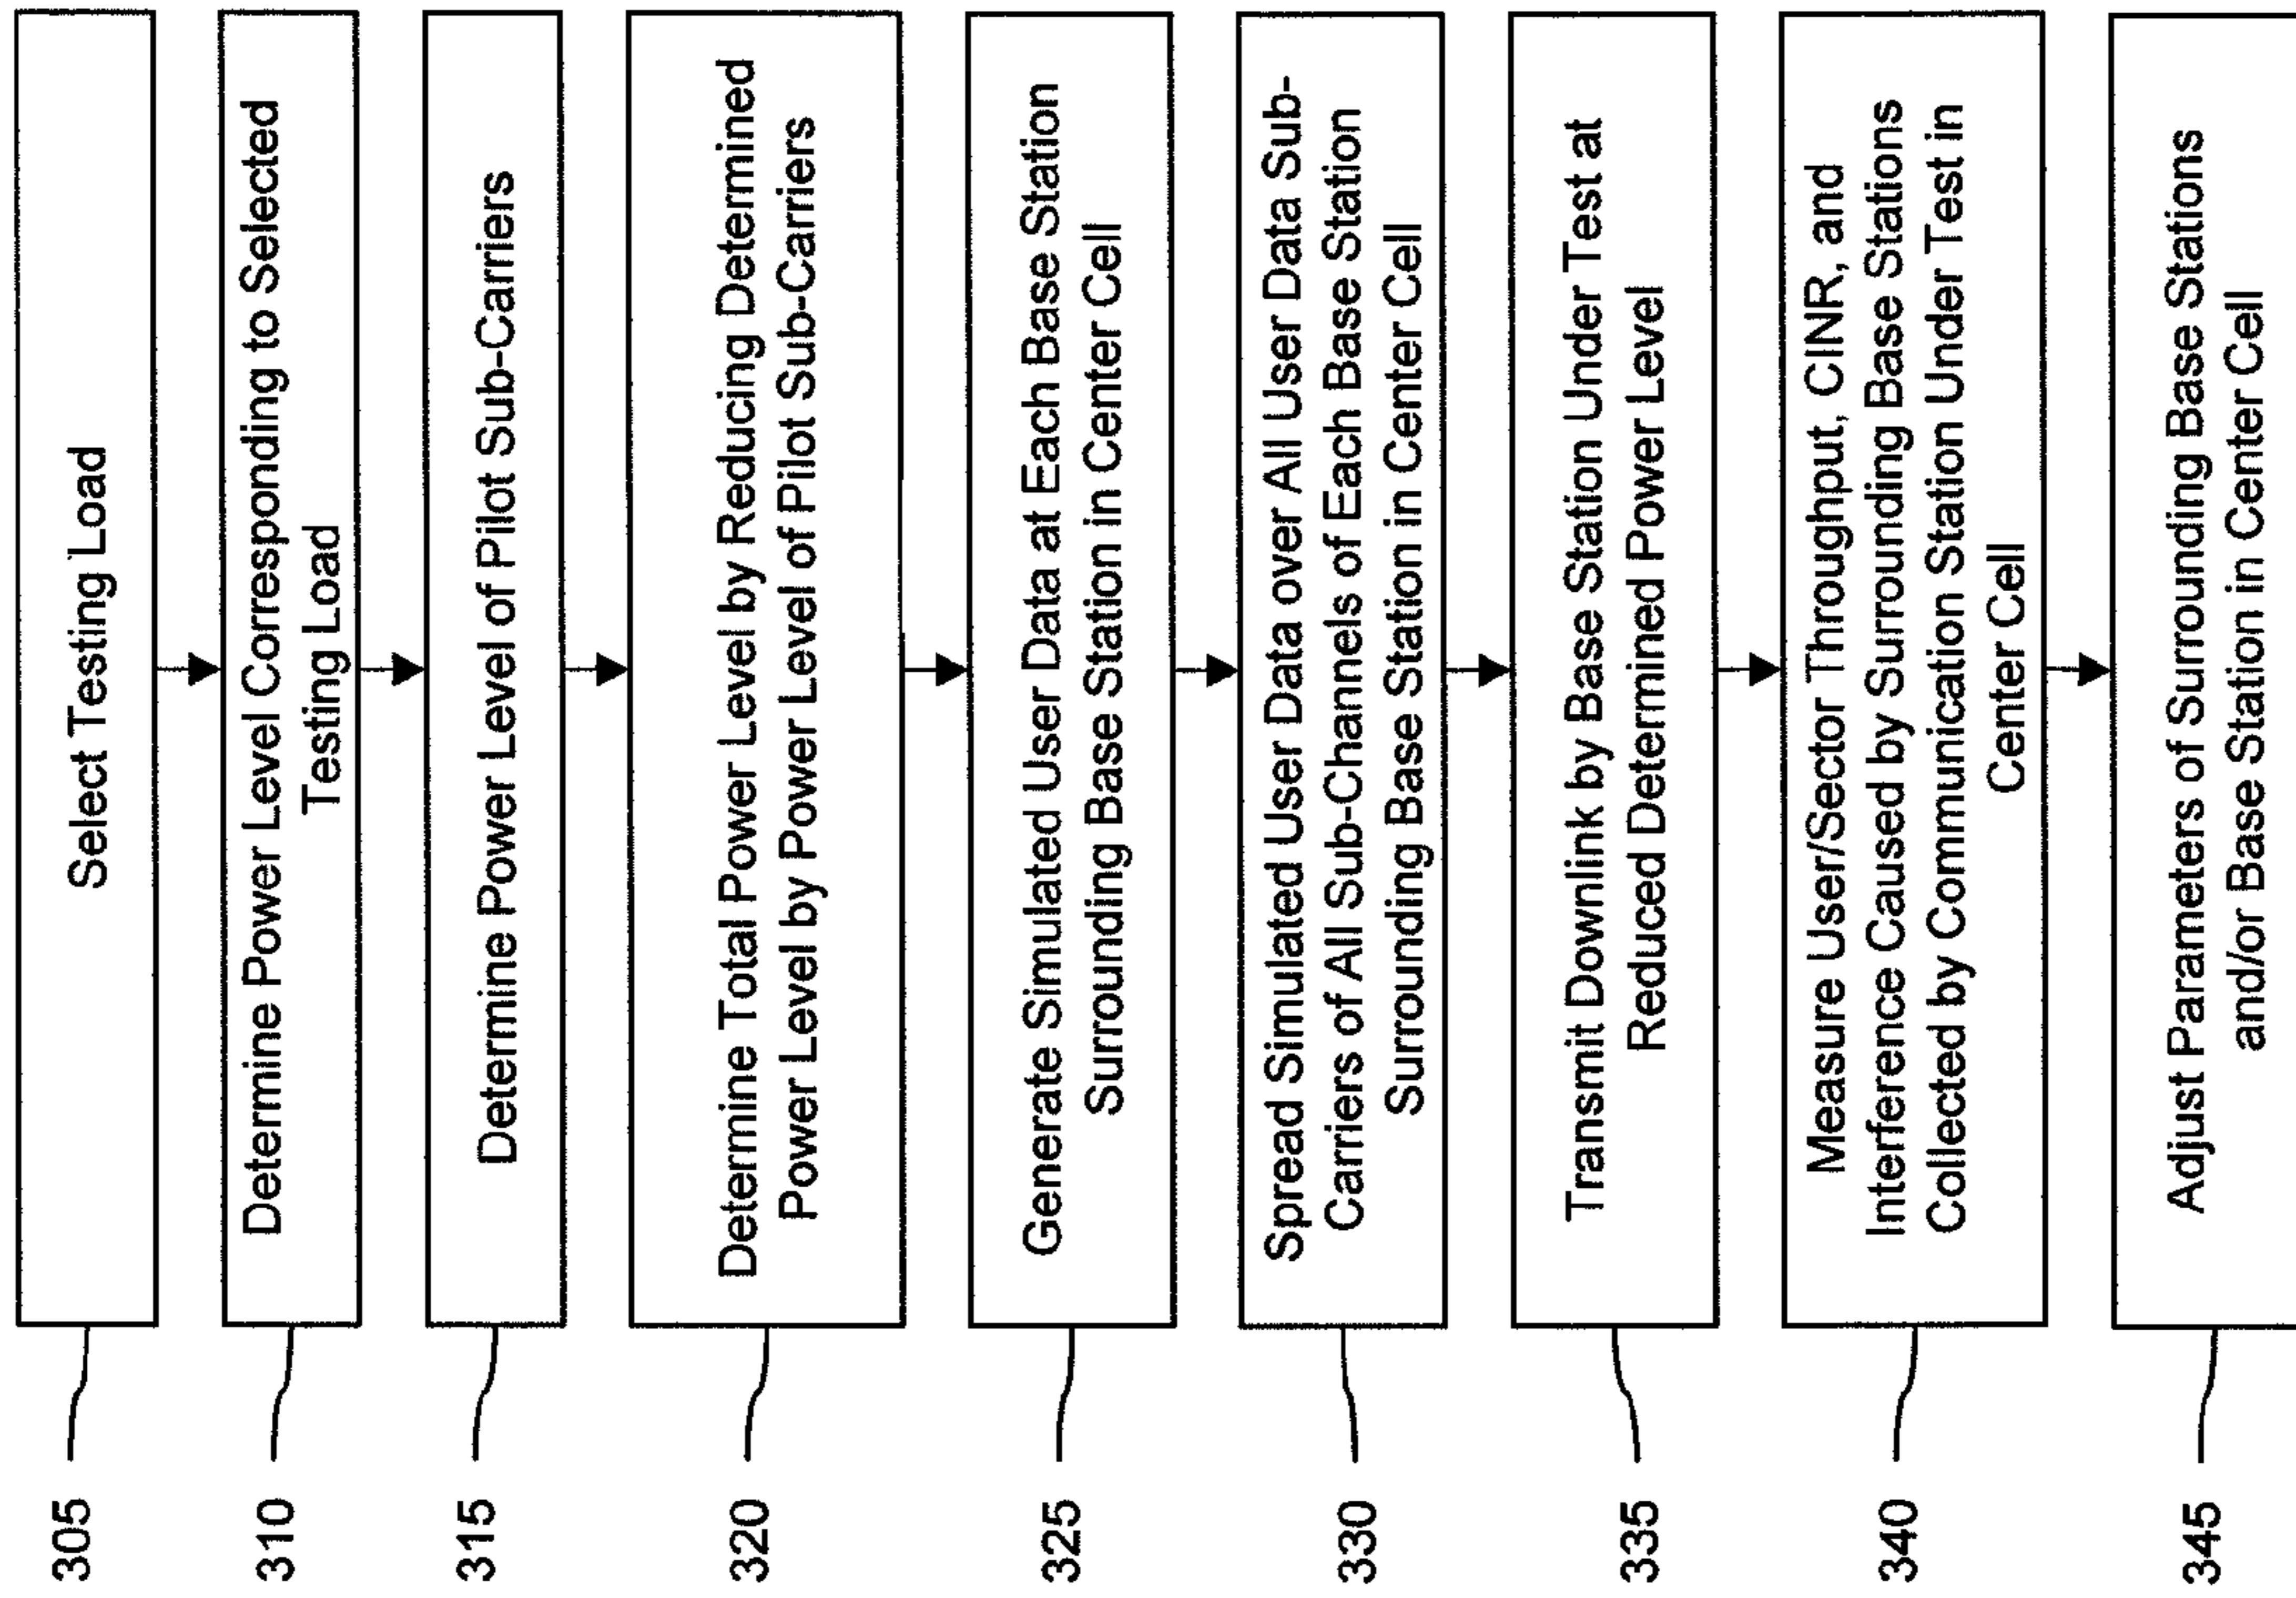 305
Select Testing Load
310
Determine Power Level Corresponding to Selected
Testing Load
315
Determine Power Level of Pilot Sub-Carriers
320
Determine Total Power Level by Reducing Determined
Power Level by Power Level of Pilot Sub-Carriers
325
Generate Simulated User Data at Each Base Station
Surrounding Base Station in Center Cell
330
Spread Simulated User Data over All User Data Sub-
Carriers of All Sub-Channels of Each Base Station
Surrounding Base Station in Center Cell
335
Transmit Downlink by Base Station Under Test at
Reduced Determined Power Level
340
Measure User/Sector Throughput, CINR, and
Interference Caused by Surrounding Base Stations
Collected by Communication Station Under Test in
Center Cell
345
Adjust Parameters of Surrounding Base Stations
and/or Base Station in Center Cell